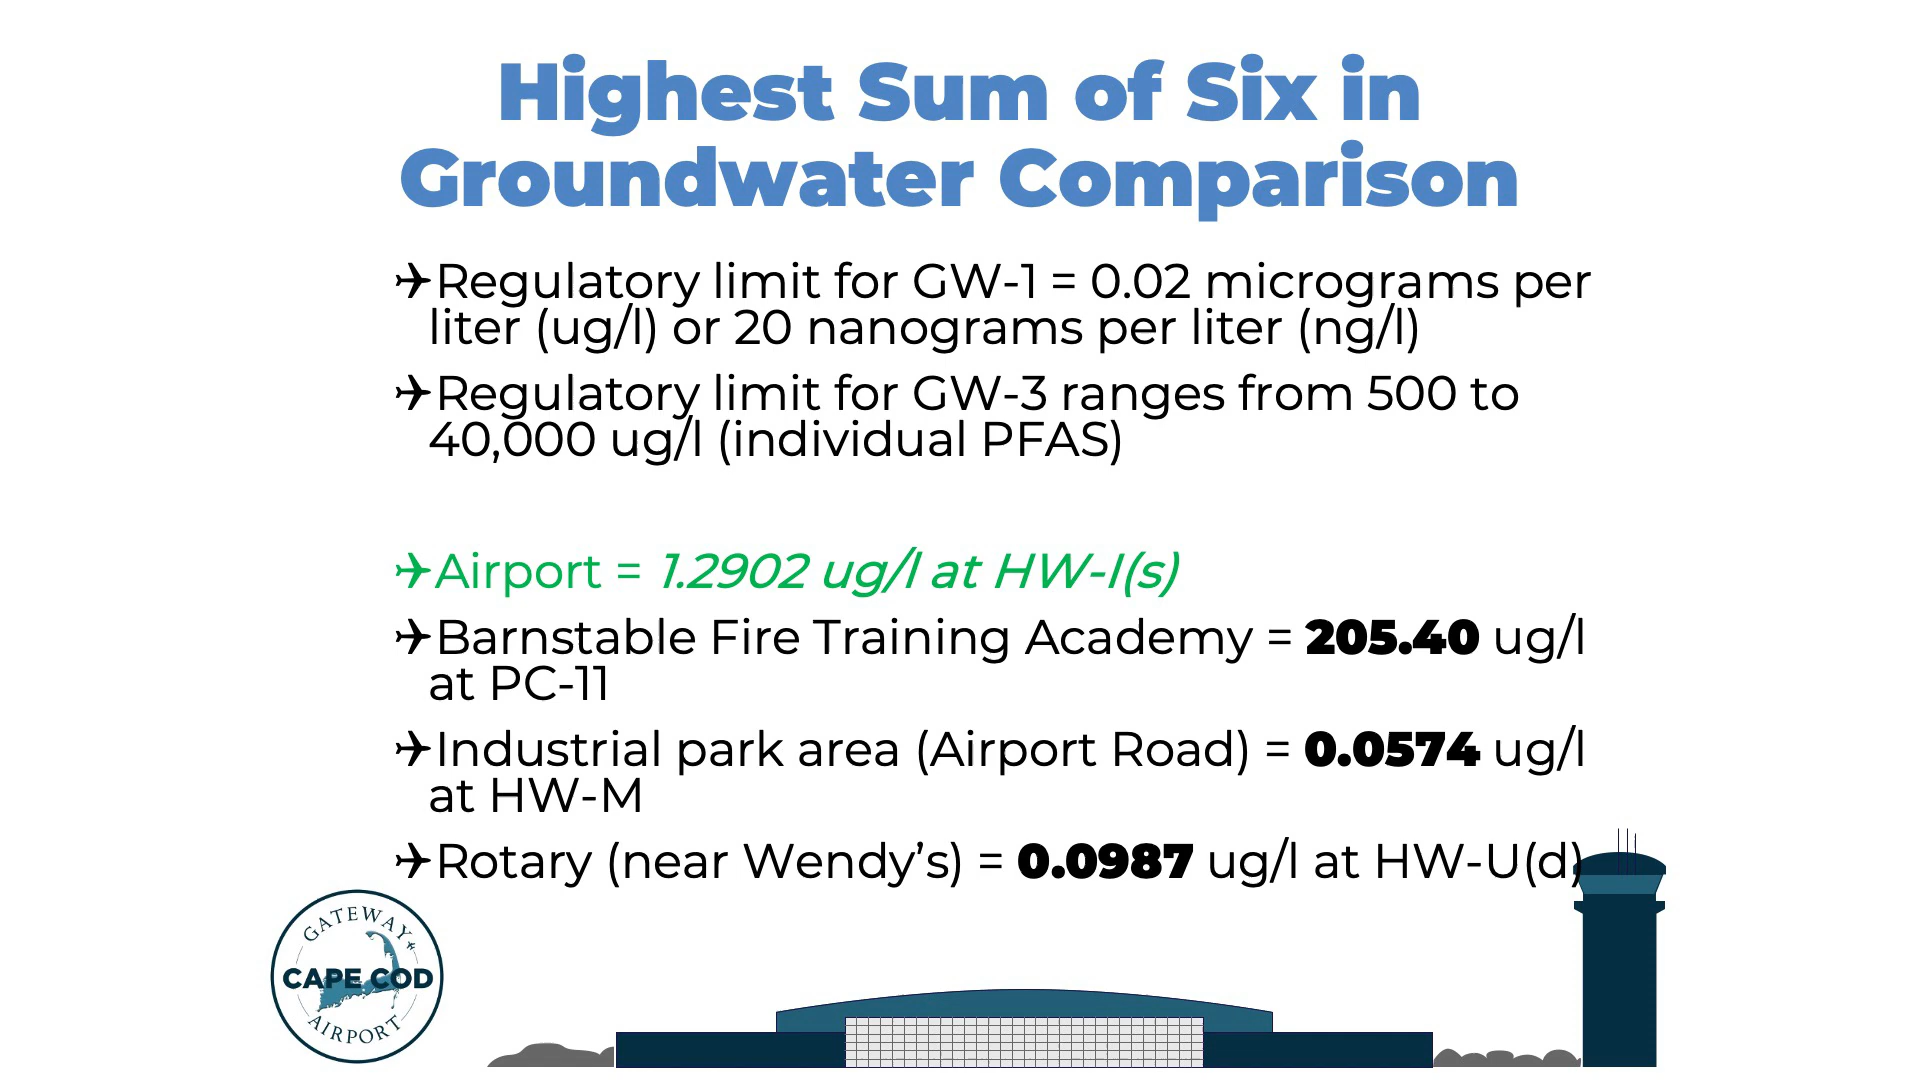 Highest Sum of Six in
Groundwater Comparison
✈Regulatory limit for GW-1 = 0.02 micrograms per
liter (ug/l) or 20 nanograms per liter (ng/l)
✈Regulatory limit for GW-3 ranges from 500 to
40,000 ug/l (individual PFAS)
✈Airport = 1.2902 ug/l at HW-I(s)
✈Barnstable Fire Training Academy = 205.40 ug/l
at PC-11
✈Industrial park area (Airport Road) = 0.0574 ug/l
at HW-M
✈Rotary (near Wendy’s) = 0.0987 ug/l at HW-U(d)
GATEWAY
CAPE COD
AIRPORT